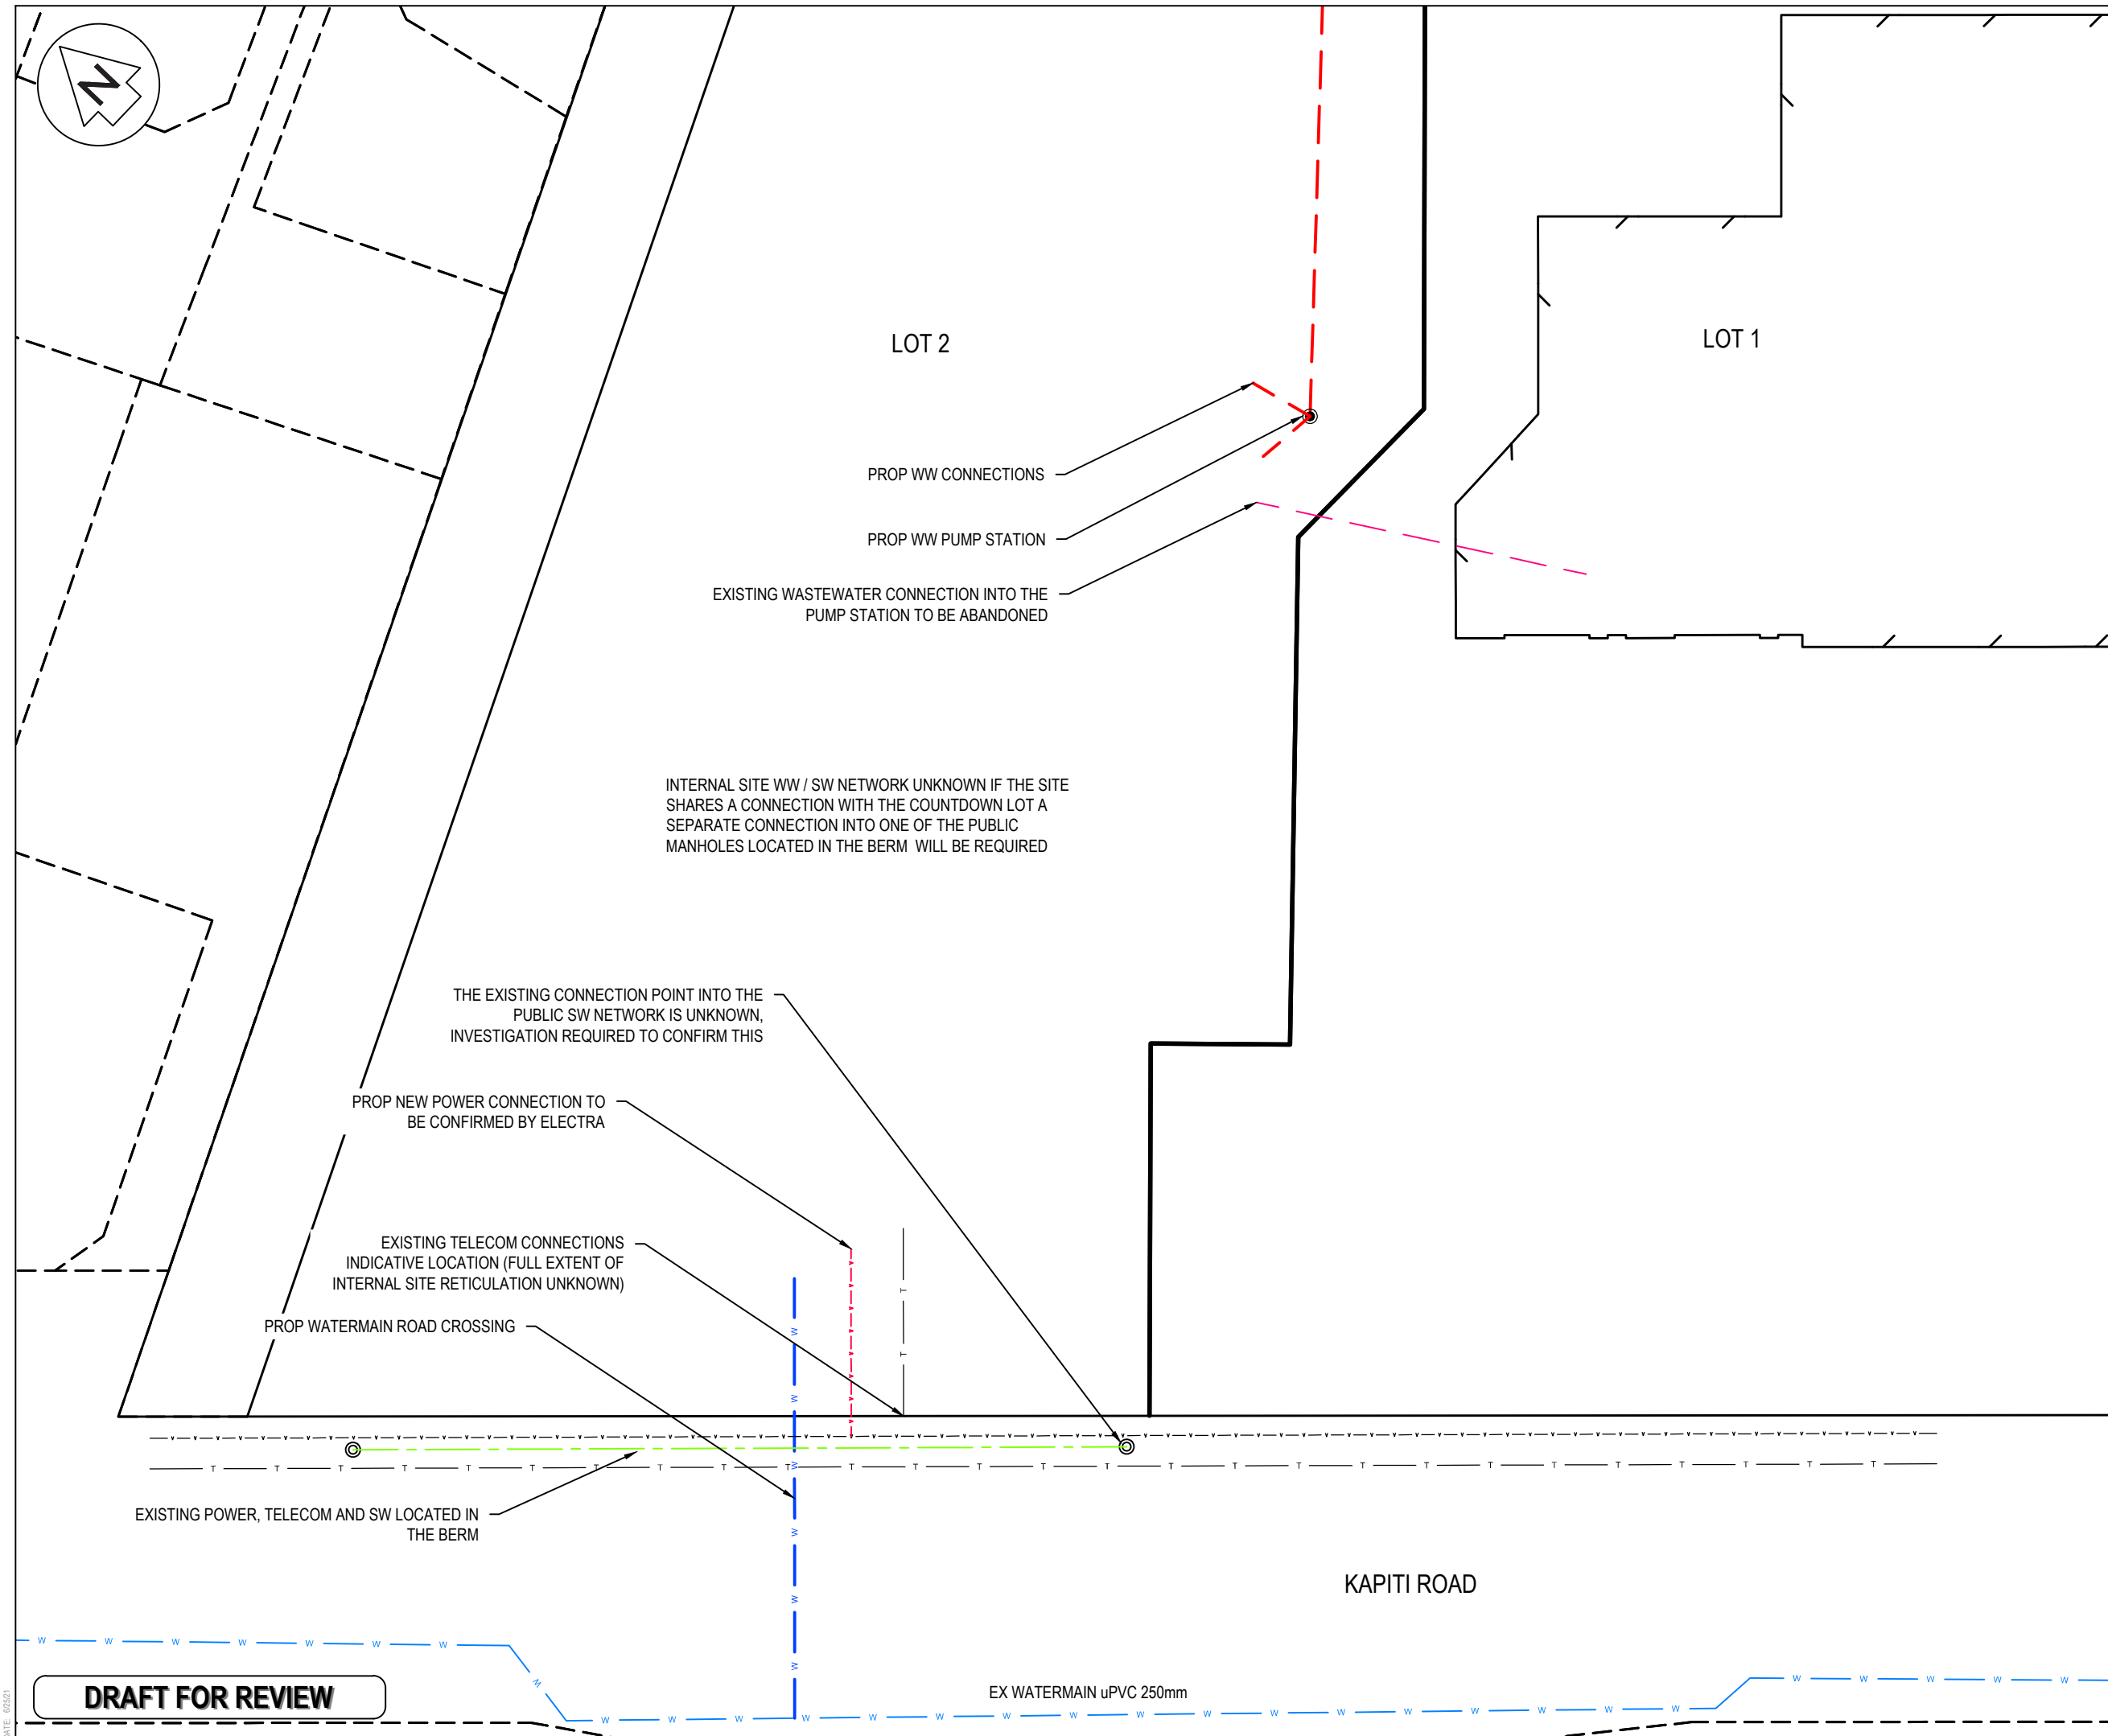 N
LOT 2
LOT 1
PROP WW CONNECTIONS
PROP WW PUMP STATION
EXISTING WASTEWATER CONNECTION INTO THE
PUMP STATION TO BE ABANDONED
INTERNAL SITE WW / SW NETWORK UNKNOWN IF THE SITE
SHARES A CONNECTION WITH THE COUNTDOWN LOT A
SEPARATE CONNECTION INTO ONE OF THE PUBLIC
MANHOLES LOCATED IN THE BERM WILL BE REQUIRED
THE EXISTING CONNECTION POINT INTO THE
PUBLIC SW NETWORK IS UNKNOWN,
INVESTIGATION REQUIRED TO CONFIRM THIS
PROP NEW POWER CONNECTION TO
BE CONFIRMED BY ELECTRA
EXISTING TELECOM CONNECTIONS
INDICATIVE LOCATION (FULL EXTENT OF
INTERNAL SITE RETICULATION UNKNOWN)
PROP WATERMAIN ROAD CROSSING
EXISTING POWER, TELECOM AND SW LOCATED IN
THE BERM
KAPITI ROAD
EX WATERMAIN uPVC 250mm
DRAFT FOR REVIEW